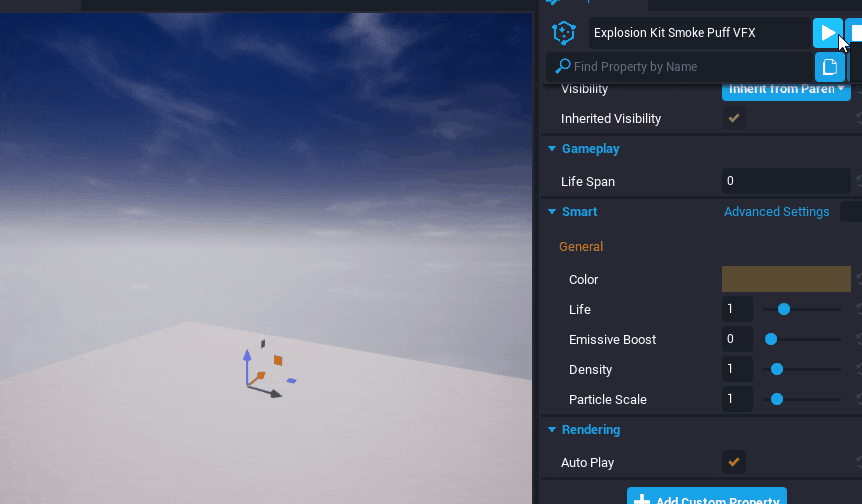 Explosion Kit Smoke Puff VFX
Find Property by Name
Visibility Inherit from Paren
Inherited Visibility
Gameplay
Life Span 0
Smart Advanced Settings
General
Color
Life 1
Emissive Boost 0
Density 1
Particle Scale 1
Rendering
Auto Play
Add Custom Property